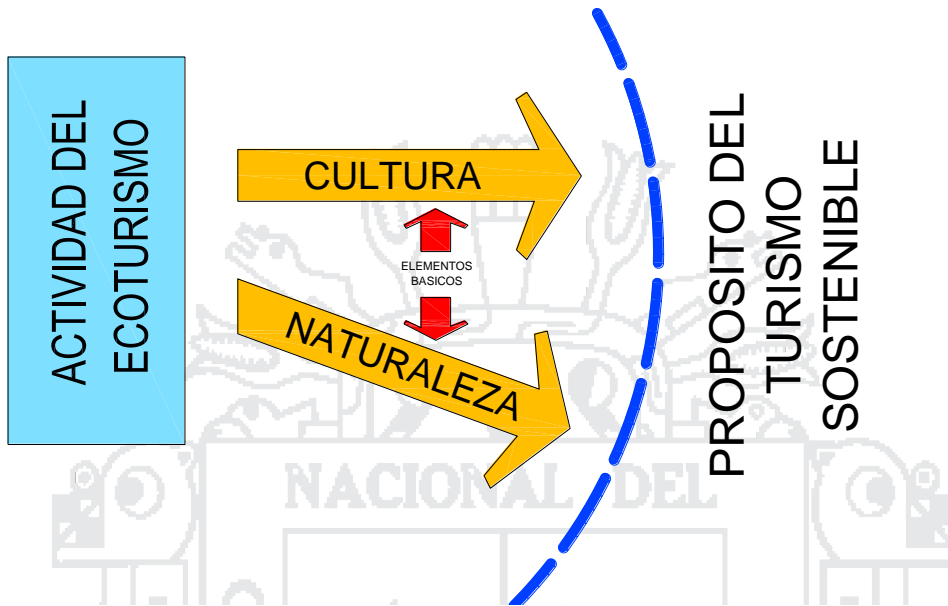 ACTIVIDAD DEL
ECOTURISMO
CULTURA
ELEMENTOS
BASICOS
NATURALEZA
PROPOSITO DEL
TURISMO
SOSTENIBLE
NACIONAL DEL